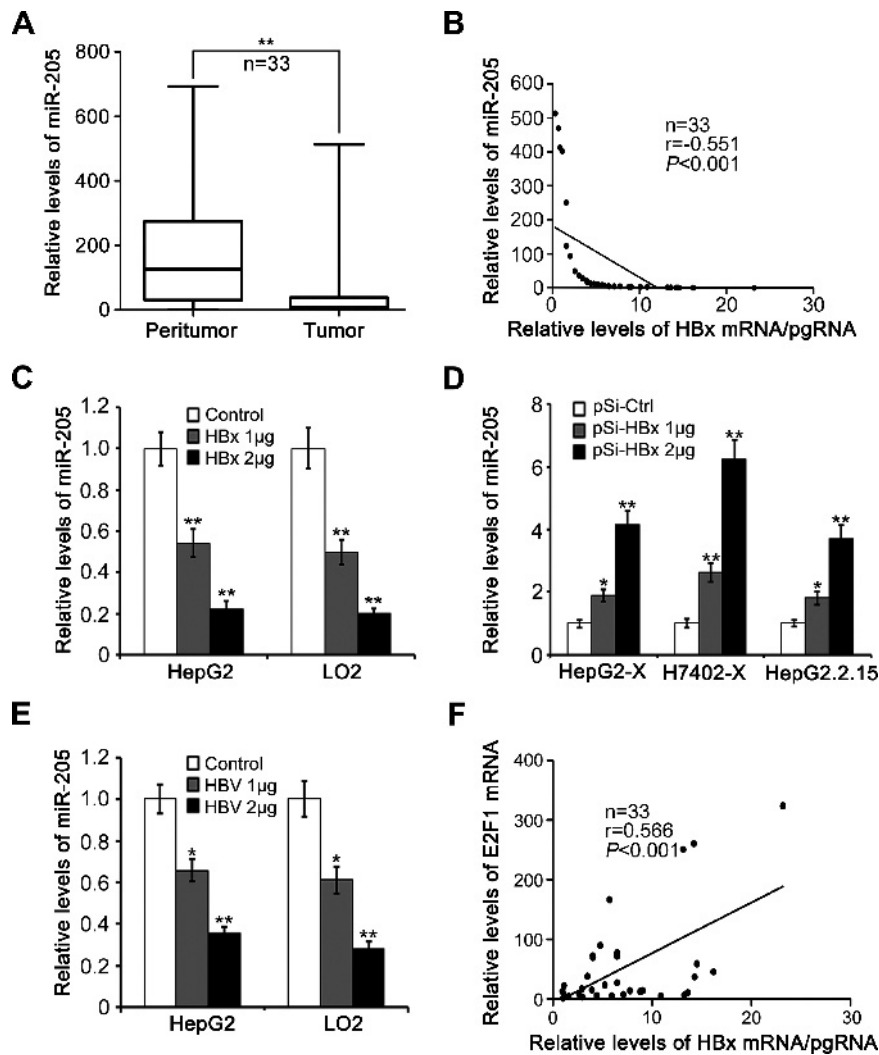 A
Relative levels of miR-205
800
600
400
200
0
**
n=33
Peritumor
Tumor
B
Relative levels of miR-205
600
500
400
300
200
100
0
n=33
r=-0.551
P<0.001
0
10
20
30
Relative levels of HBx mRNA/pgRNA
C
Relative levels of miR-205
1.2
1.0
0.8
0.6
0.4
0.2
0
Control
HBx 1µg
HBx 2µg
**
**
**
**
HepG2
LO2
D
Relative levels of miR-205
8
6
4
2
0
pSi-Ctrl
pSi-HBx 1µg
pSi-HBx 2µg
*
**
**
**
*
**
HepG2-X
H7402-X
HepG2.2.15
E
Relative levels of miR-205
1.2
1.0
0.8
0.6
0.4
0.2
0
Control
HBV 1µg
HBV 2µg
*
**
*
**
HepG2
LO2
F
Relative levels of E2F1 mRNA
400
300
200
100
0
n=33
r=0.566
P<0.001
0
10
20
30
Relative levels of HBx mRNA/pgRNA